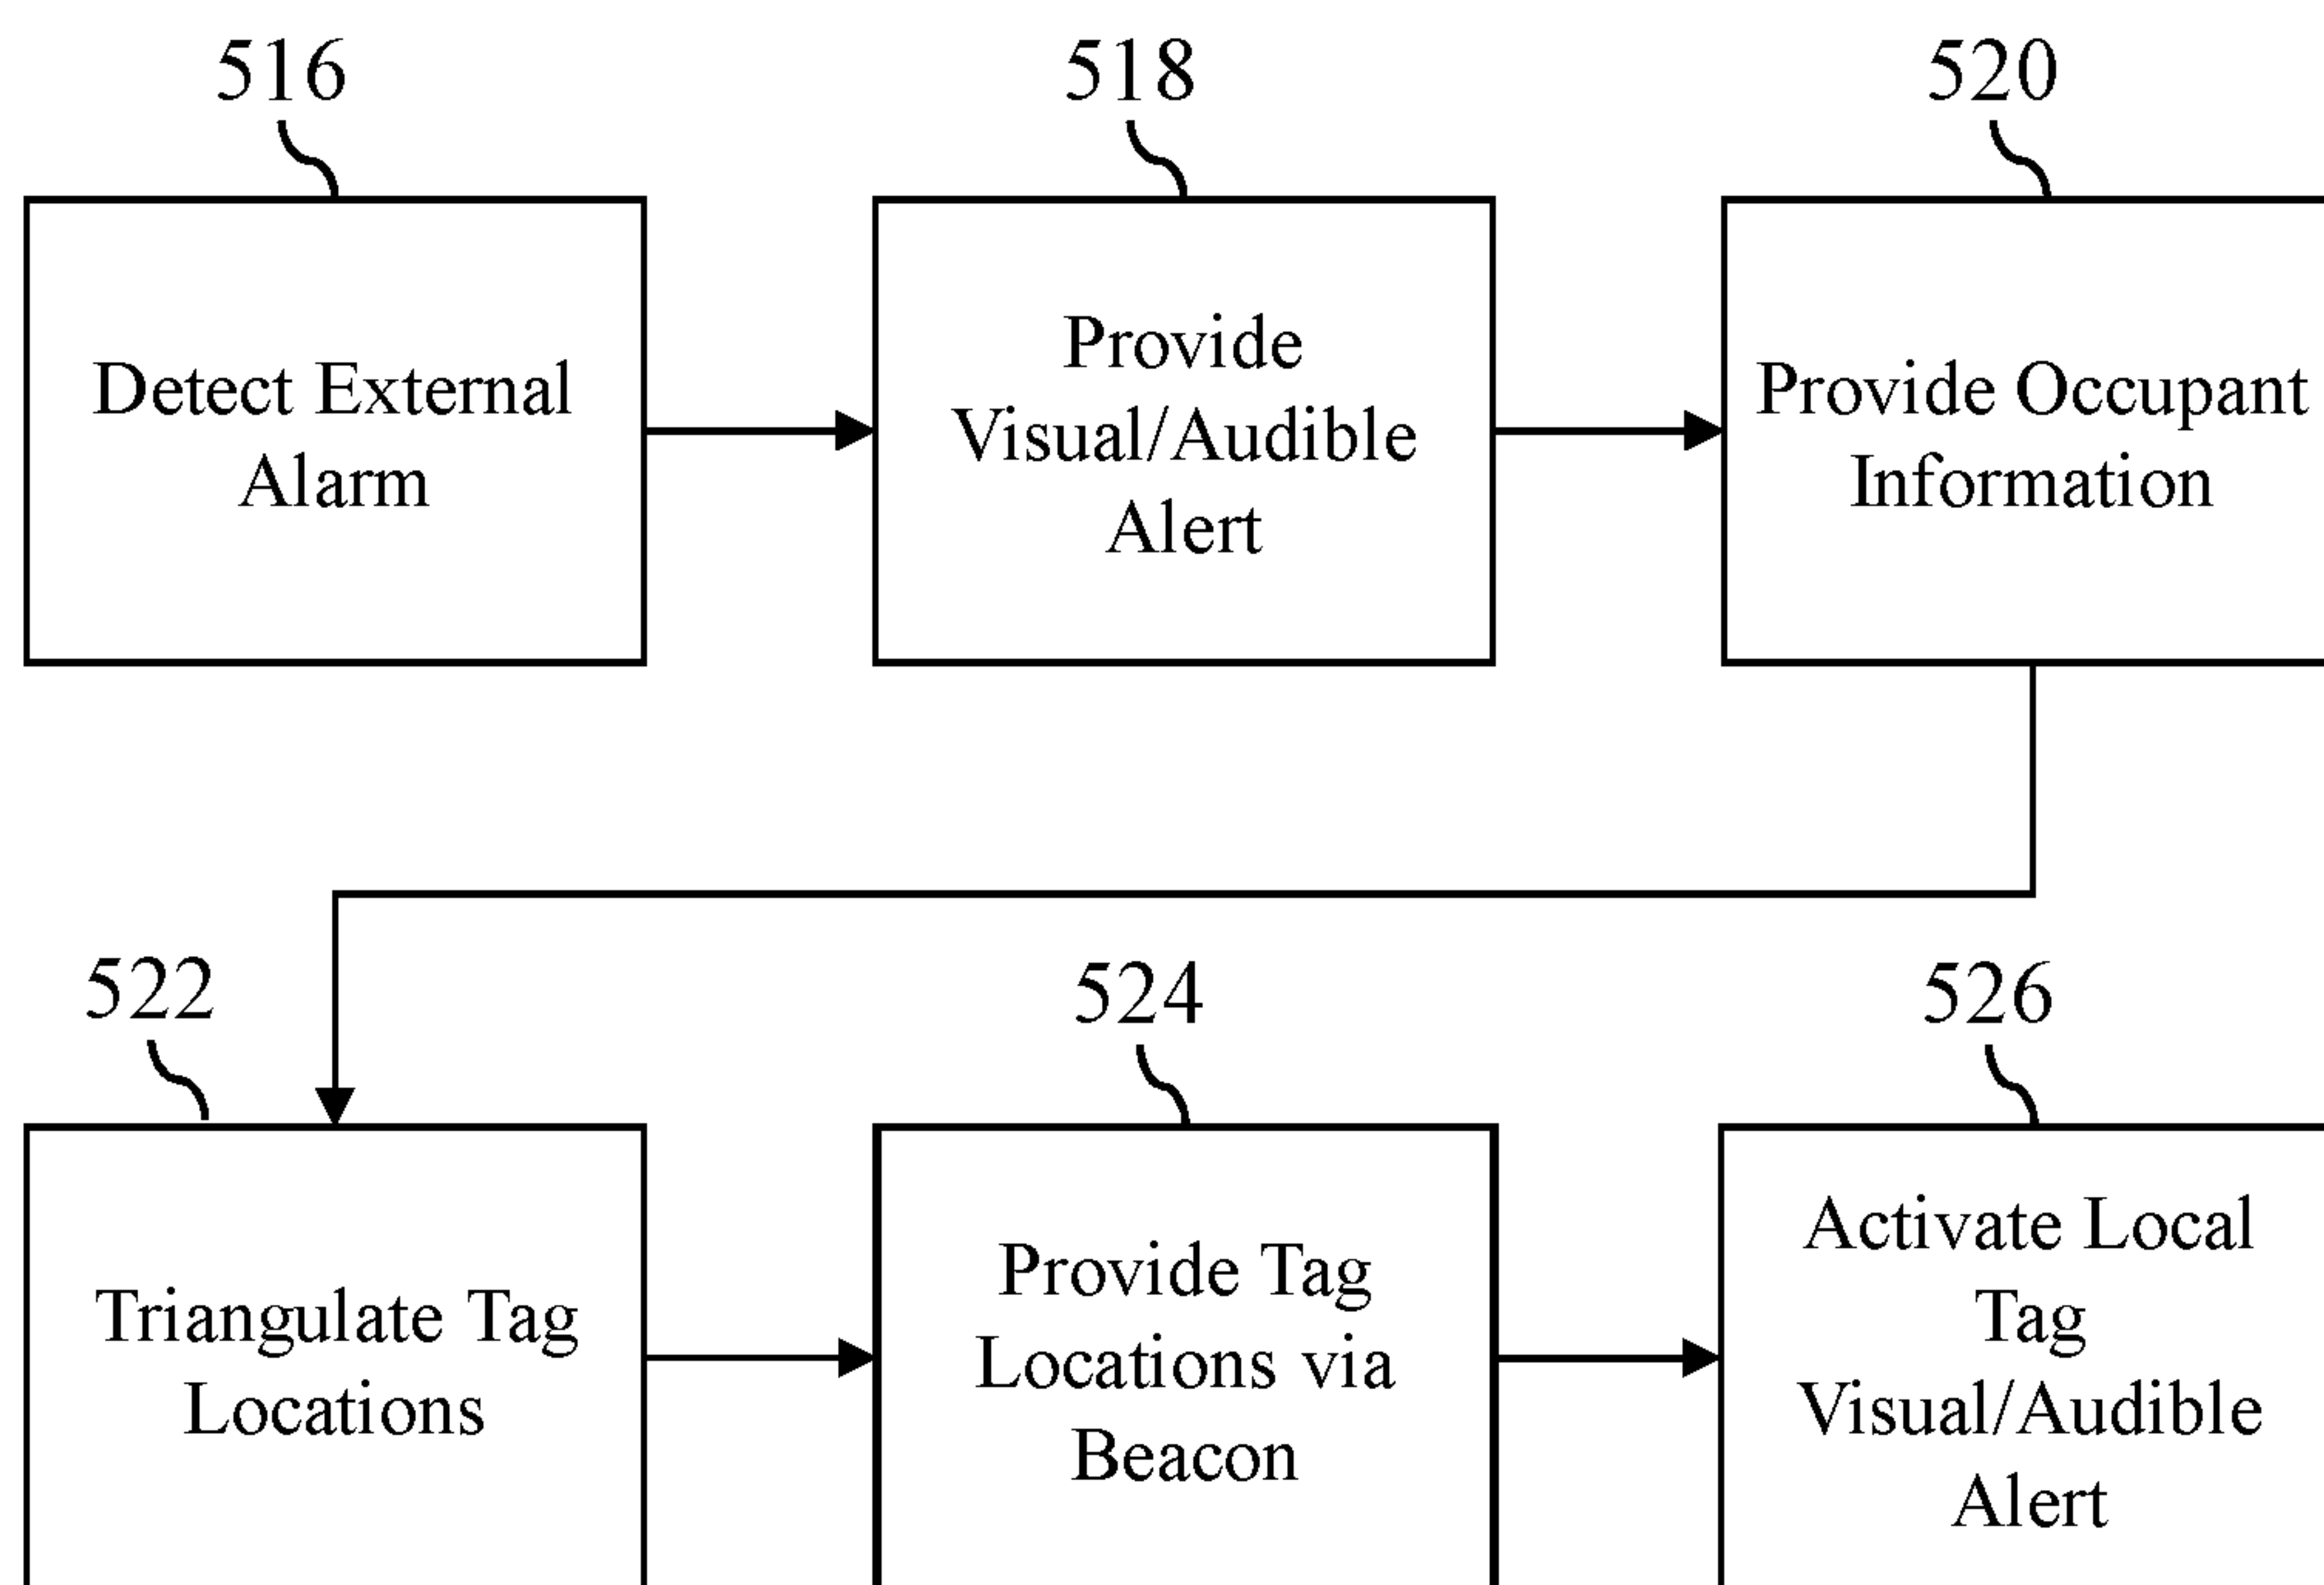 516
518
520
Detect External
Alarm
Provide
Visual/Audible
Alert
Provide Occupant
Information
522
524
526
Triangulate Tag
Locations
Provide Tag
Locations via
Beacon
Activate Local
Tag
Visual/Audible
Alert